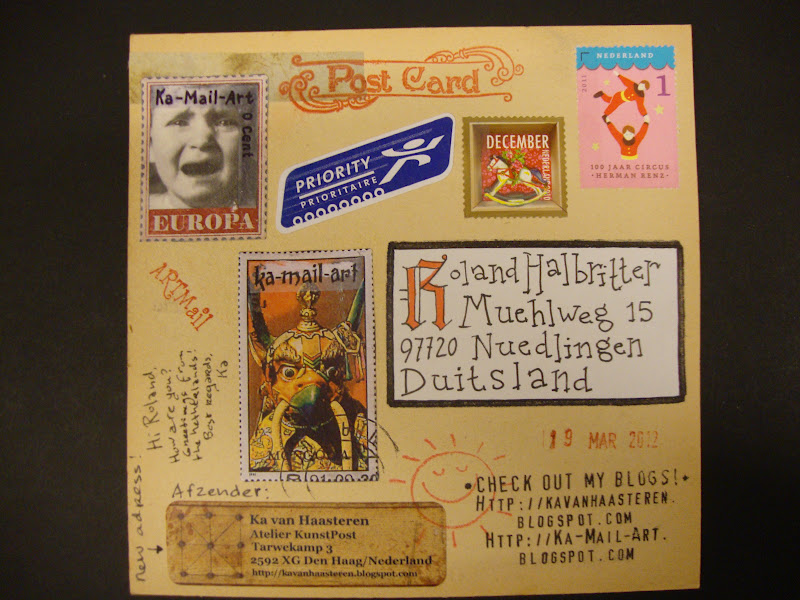 Post Card
Ka-Mail-Art
0 Cent
EUROPA
PRIORITY
PRIORITAIRE
DECEMBER
NEDERLAND
NEDERLAND
2011
1
100 JAAR CIRCUS
·HERMAN RENZ·
ARTMail
ka-mail-art
MONGOLIA
Roland Halbritter
Muehlweg 15
97720 Nuedlingen
Duitsland
Hi Roland,
How are you?
Greetings from
the netherlands!
Best regards,
Ka
19 MAR 2012
•CHECK OUT MY BLOGS!•
HTTP://KAVANHAASTEREN.
BLOGSPOT.COM
HTTP://KA-MAIL-ART.
BLOGSPOT.COM
new adress!
Afzender:
Ka van Haasteren
Atelier KunstPost
Tarwekamp 3
2592 XG Den Haag/Nederland
http://kavanhaasteren.blogspot.com